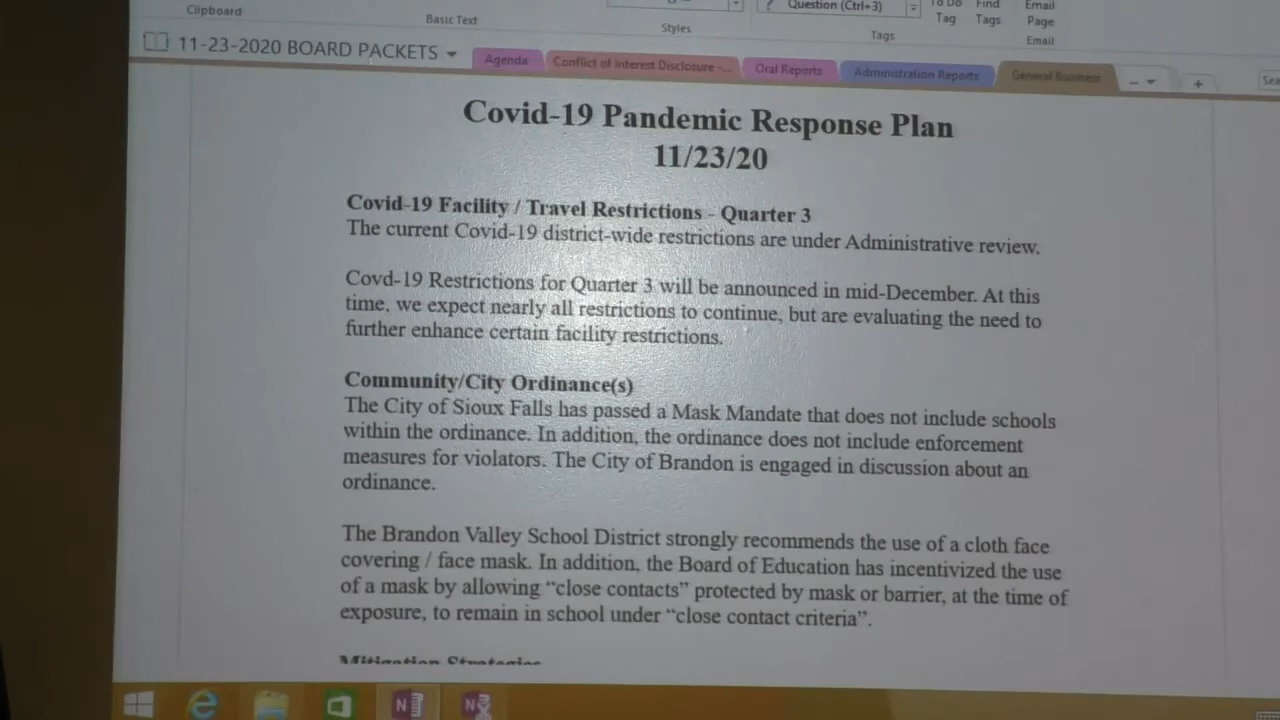 Clipboard
Basic Text
Styles
Question (Ctrl+3)
To Do Tag
Find Tags
Tags
Email Page
Email
11-23-2020 BOARD PACKETS
Agenda
Conflict of Interest Disclosure -...
Oral Reports
Administration Reports
General Business
Covid-19 Pandemic Response Plan
11/23/20
Covid-19 Facility / Travel Restrictions - Quarter 3
The current Covid-19 district-wide restrictions are under Administrative review.
Covd-19 Restrictions for Quarter 3 will be announced in mid-December. At this
time, we expect nearly all restrictions to continue, but are evaluating the need to
further enhance certain facility restrictions.
Community/City Ordinance(s)
The City of Sioux Falls has passed a Mask Mandate that does not include schools
within the ordinance. In addition, the ordinance does not include enforcement
measures for violators. The City of Brandon is engaged in discussion about an
ordinance.
The Brandon Valley School District strongly recommends the use of a cloth face
covering / face mask. In addition, the Board of Education has incentivized the use
of a mask by allowing “close contacts” protected by mask or barrier, at the time of
exposure, to remain in school under “close contact criteria”.
Mitigation Strategies